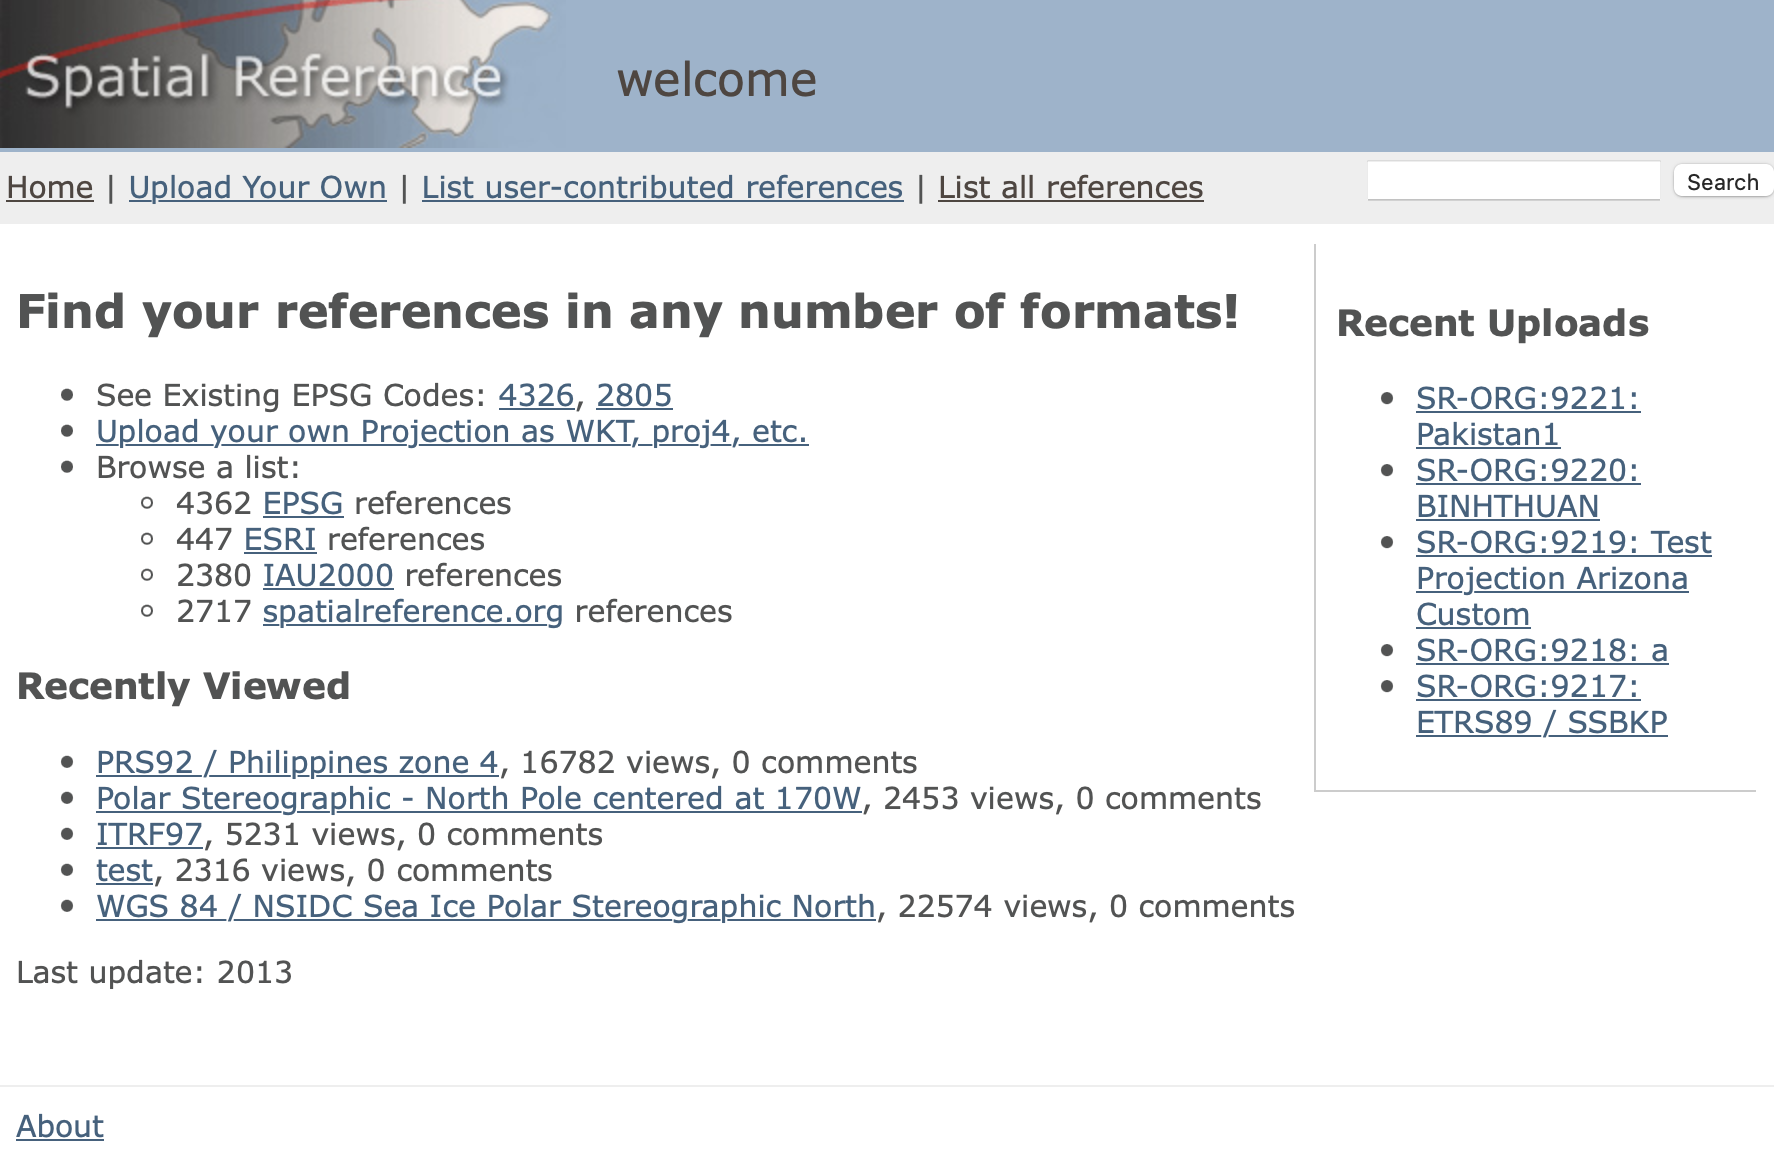 Spatial Reference
welcome
Home | Upload Your Own | List user-contributed references | List all references
Search
Find your references in any number of formats!
See Existing EPSG Codes: 4326, 2805
Upload your own Projection as WKT, proj4, etc.
Browse a list:
4362 EPSG references
447 ESRI references
2380 IAU2000 references
2717 spatialreference.org references
Recently Viewed
PRS92 / Philippines zone 4, 16782 views, 0 comments
Polar Stereographic - North Pole centered at 170W, 2453 views, 0 comments
ITRF97, 5231 views, 0 comments
test, 2316 views, 0 comments
WGS 84 / NSIDC Sea Ice Polar Stereographic North, 22574 views, 0 comments
Last update: 2013
Recent Uploads
SR-ORG:9221:
Pakistan1
SR-ORG:9220:
BINHTHUAN
SR-ORG:9219: Test
Projection Arizona
Custom
SR-ORG:9218: a
SR-ORG:9217:
ETRS89 / SSBKP
About